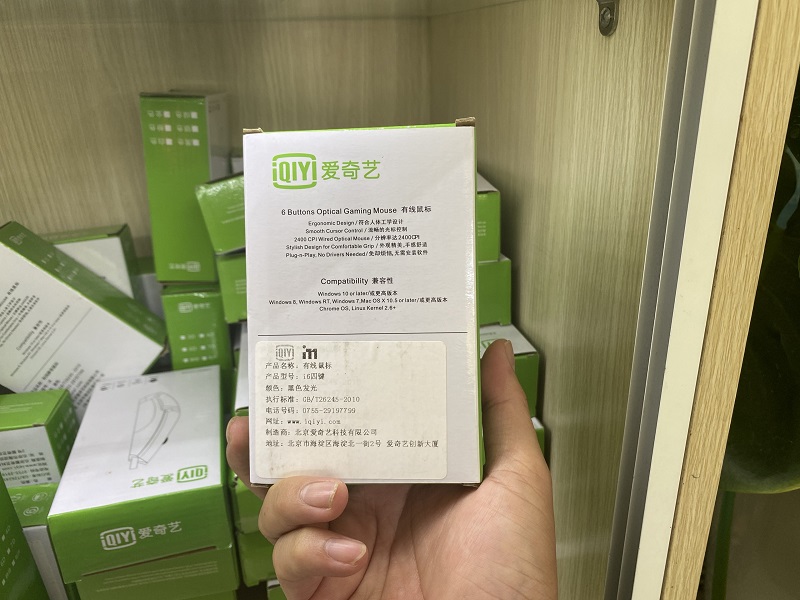 iQIYI 爱奇艺
6 Buttons Optical Gaming Mouse 有线鼠标
Ergonomic Design / 符合人体工学设计
Smooth Cursor Control / 流畅的光标控制
2400 CPI Wired Optical Mouse / 分辨率达2400CPI
Stylish Design for Comfortable Grip / 外观精美,手感舒适
Plug-n-Play, No Drivers Needed / 免却烦恼,无需安装软件
Compatibility 兼容性
Windows 10 or later/或更高版本
Windows 8, Windows RT, Windows 7,Mac OS X 10.5 or later/或更高版本
Chrome OS, Linux Kernel 2.6+
iQIYI
产品名称: 有线鼠标
产品型号: i6四键
颜色: 黑色发光
执行标准: GB/T26245-2010
电话号码: 0755-29197799
网址: www.iqiyi.com
制造商: 北京爱奇艺科技有限公司
地址: 北京市海淀区海淀北一街2号 爱奇艺创新大厦
iQIYI
iQIYI 爱奇艺